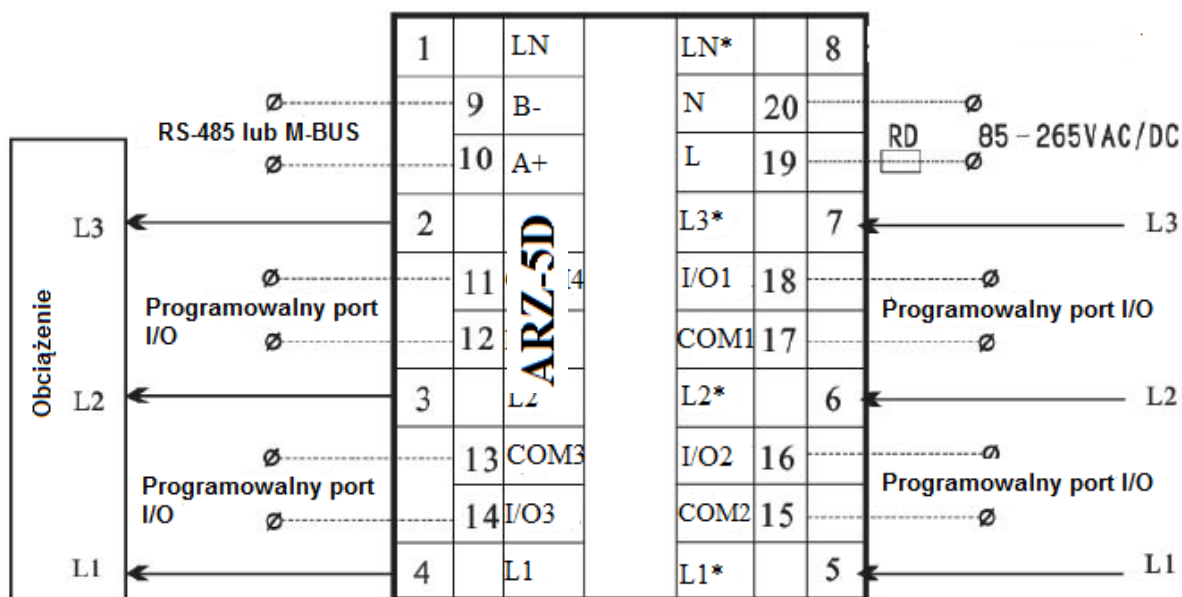 1 LN LN* 8
9 B- N 20
RS-485 lub M-BUS
RD 85-265VAC/DC
10 A+ L 19
L3 2 L3* 7 L3
11 I/O1 18
Programowalny port
I/O
Programowalny port I/O
12 COM1 17
ARZ-5D
Obciążenie
L2 3 L2 L2* 6 L2
13 COM3 I/O2 16
Programowalny port
I/O
Programowalny port I/O
14 I/O3 COM2 15
L1 4 L1 L1* 5 L1